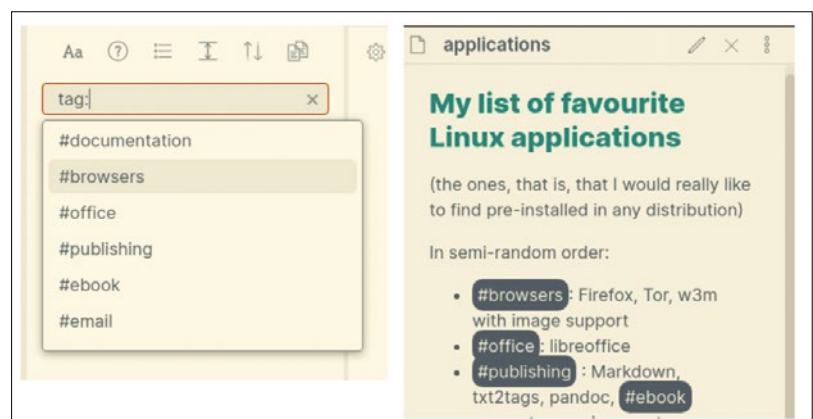 Aa
tag:
#documentation
#browsers
#office
#publishing
#ebook
#email
applications
My list of favourite
Linux applications
(the ones, that is, that I would really like
to find pre-installed in any distribution)
In semi-random order:
• #browsers : Firefox, Tor, w3m
with image support
• #office : libreoffice
• #publishing : Markdown,
txt2tags, pandoc, #ebook